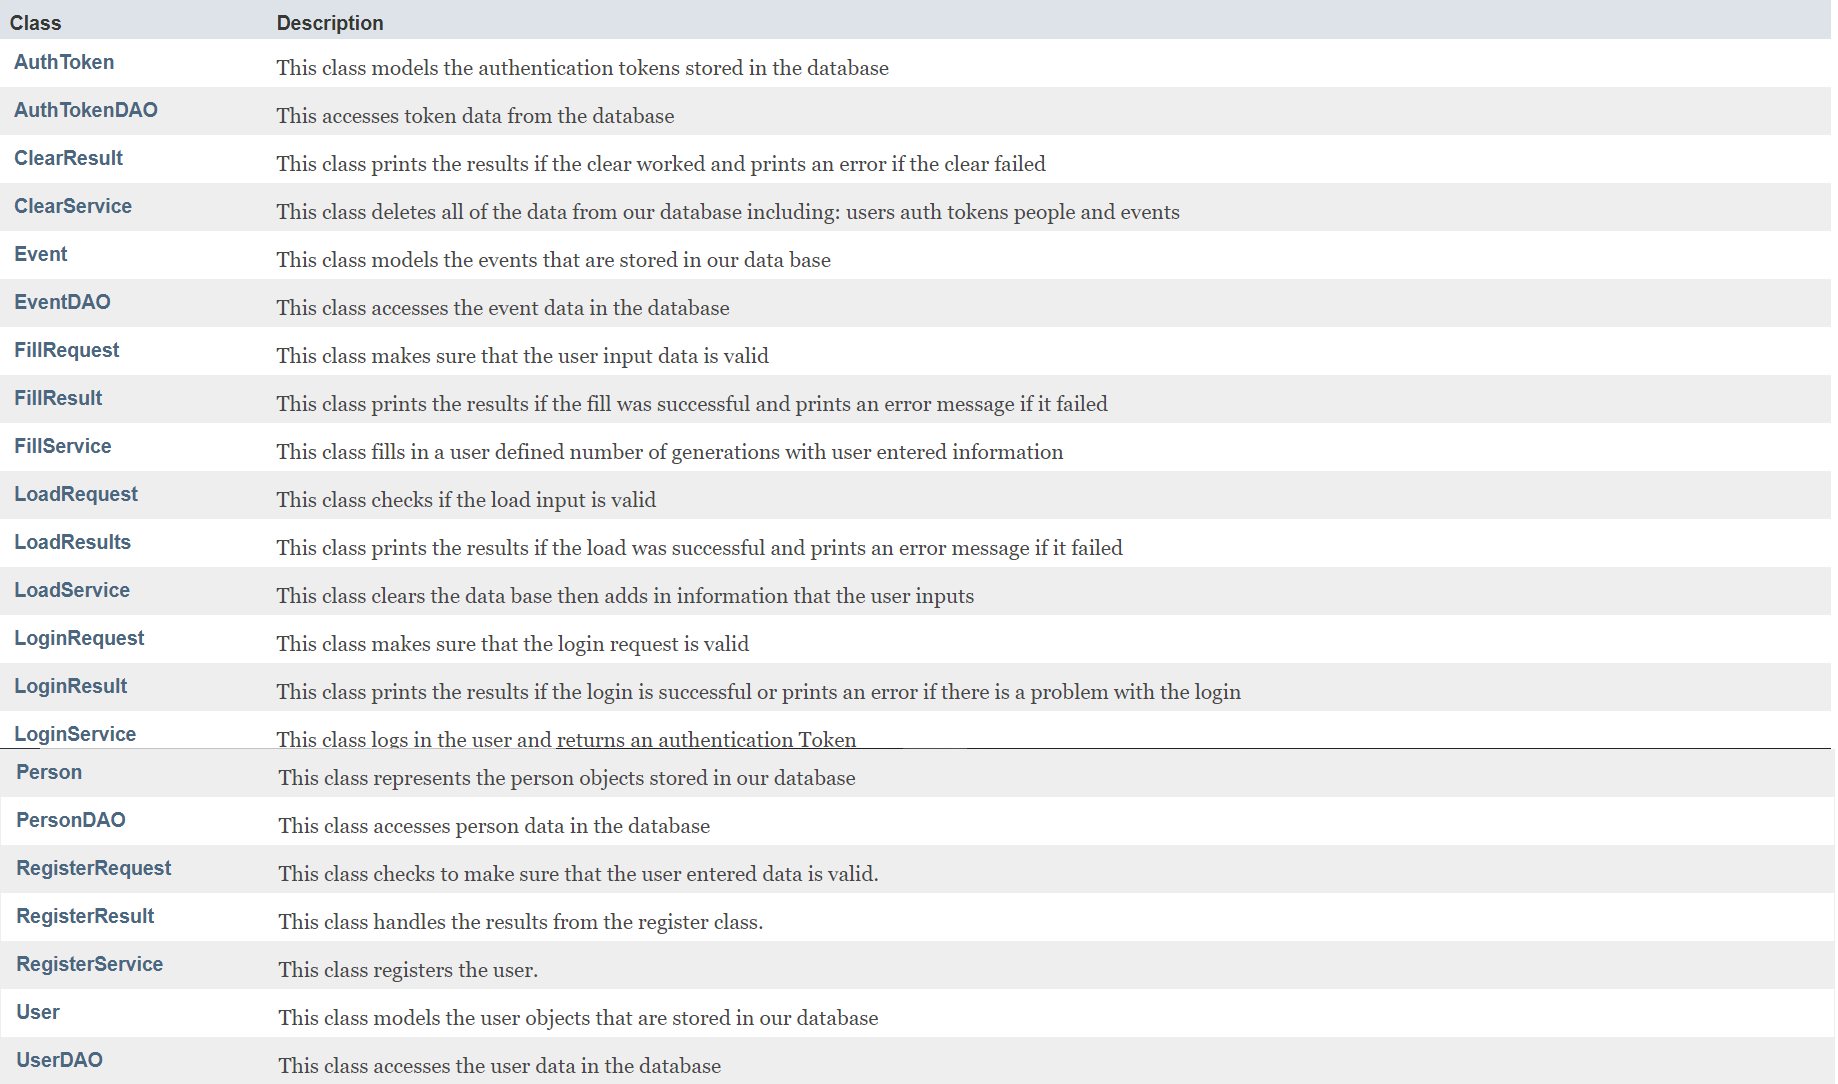 Class Description
AuthToken This class models the authentication tokens stored in the database
AuthTokenDAO This accesses token data from the database
ClearResult This class prints the results if the clear worked and prints an error if the clear failed
ClearService This class deletes all of the data from our database including: users auth tokens people and events
Event This class models the events that are stored in our data base
EventDAO This class accesses the event data in the database
FillRequest This class makes sure that the user input data is valid
FillResult This class prints the results if the fill was successful and prints an error message if it failed
FillService This class fills in a user defined number of generations with user entered information
LoadRequest This class checks if the load input is valid
LoadResults This class prints the results if the load was successful and prints an error message if it failed
LoadService This class clears the data base then adds in information that the user inputs
LoginRequest This class makes sure that the login request is valid
LoginResult This class prints the results if the login is successful or prints an error if there is a problem with the login
LoginService This class logs in the user and returns an authentication Token
Person This class represents the person objects stored in our database
PersonDAO This class accesses person data in the database
RegisterRequest This class checks to make sure that the user entered data is valid.
RegisterResult This class handles the results from the register class.
RegisterService This class registers the user.
User This class models the user objects that are stored in our database
UserDAO This class accesses the user data in the database